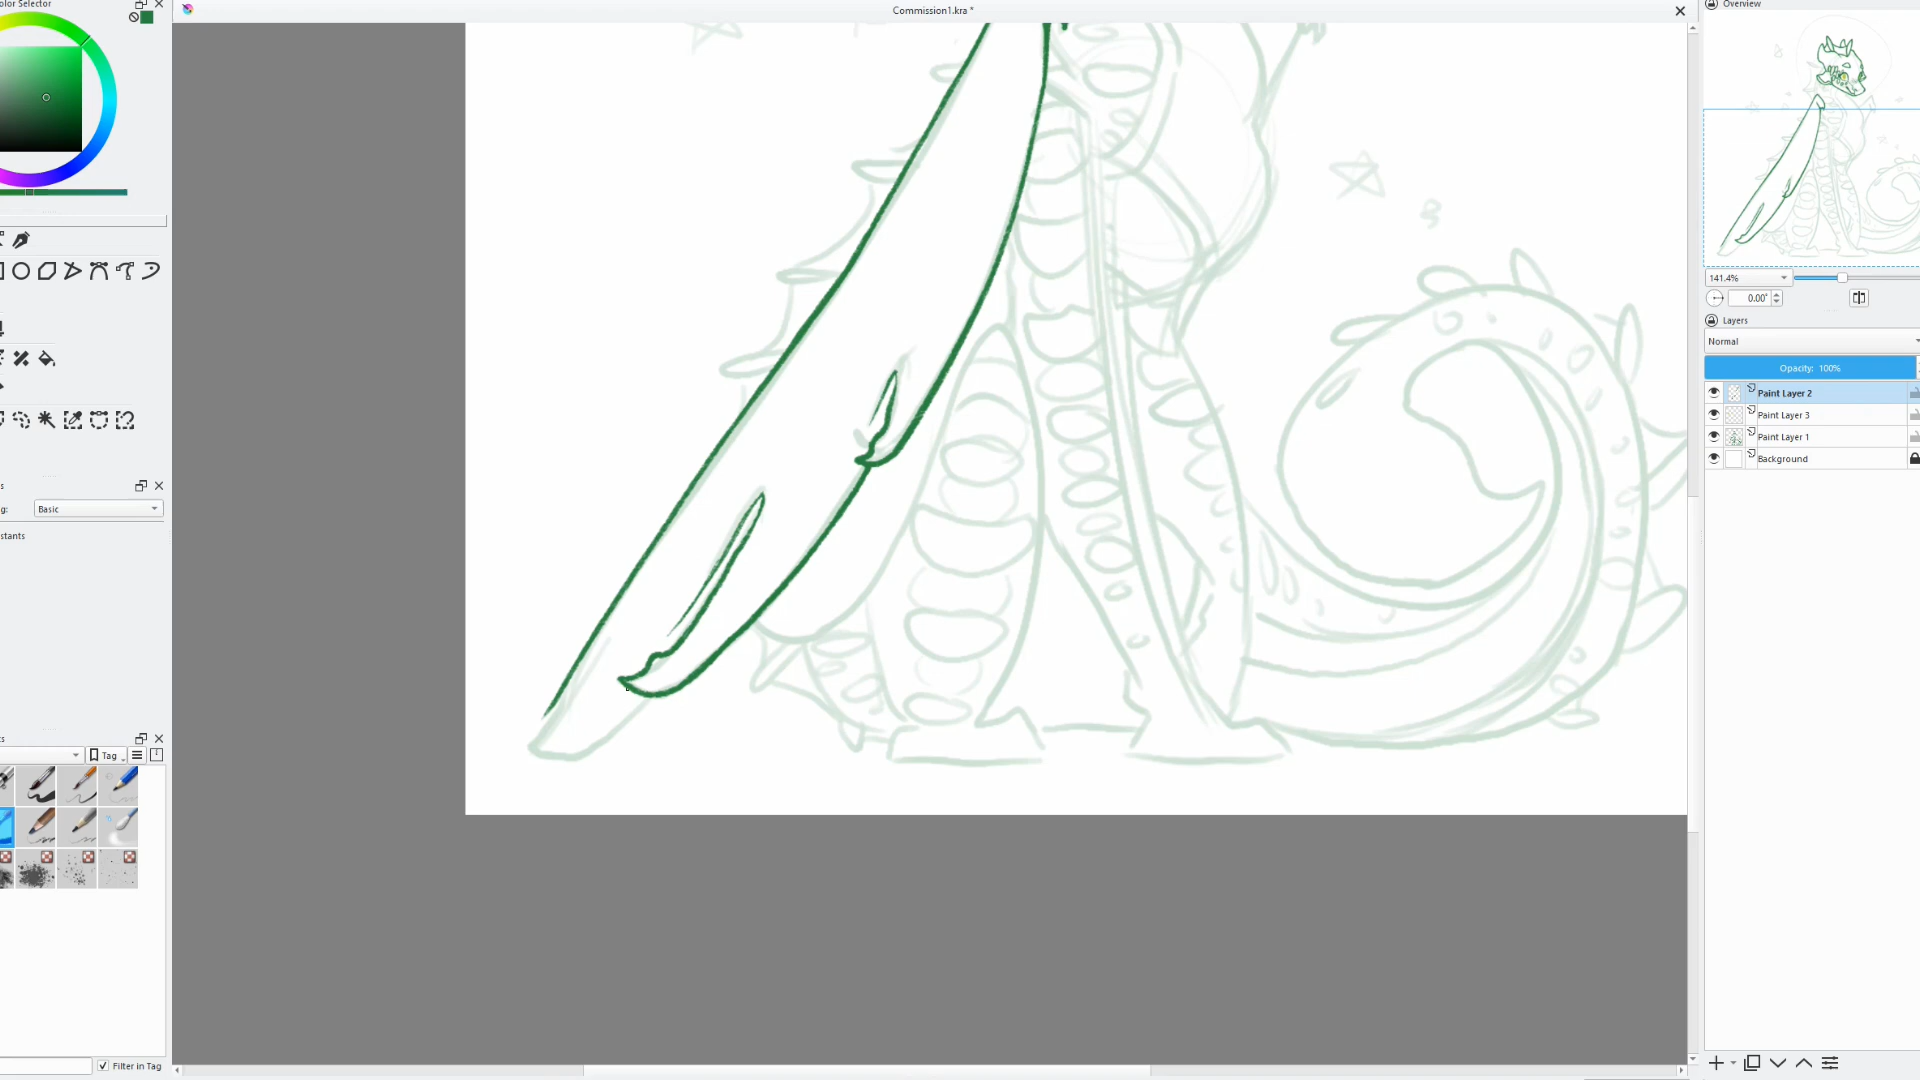 olor Selector
Commission1.kra *
Overview
141.4%
0.00°
Layers
Normal
Opacity: 100%
Paint Layer 2
Paint Layer 3
Paint Layer 1
Background
s
g:
Basic
stants
ts
Tag
Filter in Tag